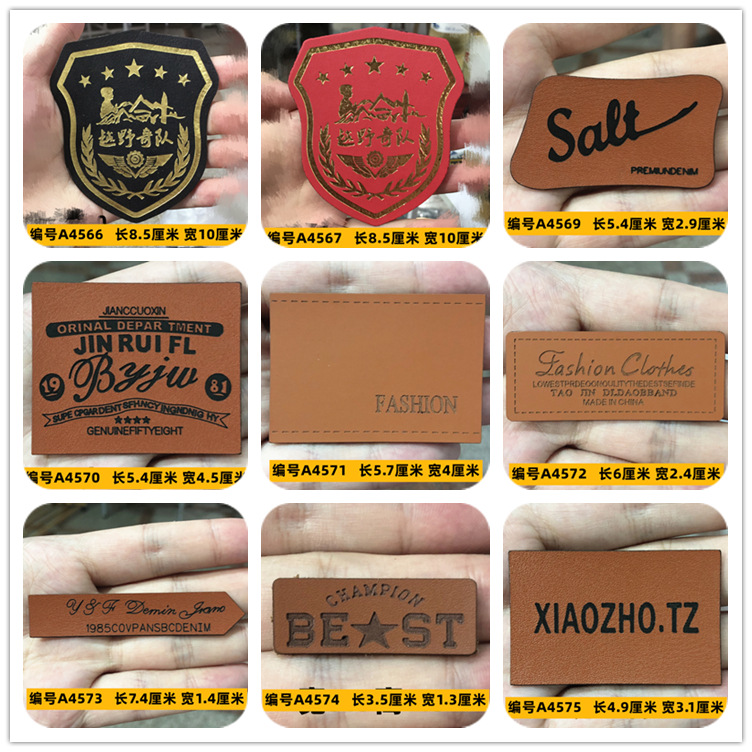 越野奇队
编号A4566 长8.5厘米 宽10厘米
越野奇队
编号A4567 长8.5厘米 宽10厘米
Salt
PREMIUNDENIM
编号A4569 长5.4厘米 宽2.9厘米
JIANCCUOXIN
ORINAL DEPAR TMENT
JIN RUI FL
19 Byjw 81
SUPE CPGAR DENT SFHNCY INGNDNIG HY
GENUINEFIFTYEIGHT
编号A4570 长5.4厘米 宽4.5厘米
FASHION
编号A4571 长5.7厘米 宽4厘米
Fashion Clothes
TAO JIN DLDAOBBAND
MADE IN CHINA
编号A4572 长6厘米 宽2.4厘米
Y&F Demin Jeans
1985COVPANSBCDENIM
编号A4573 长7.4厘米 宽1.4厘米
CHAMPION
BE★ST
编号A4574 长3.5厘米 宽1.3厘米
XIAOZHO.TZ
编号A4575 长4.9厘米 宽3.1厘米